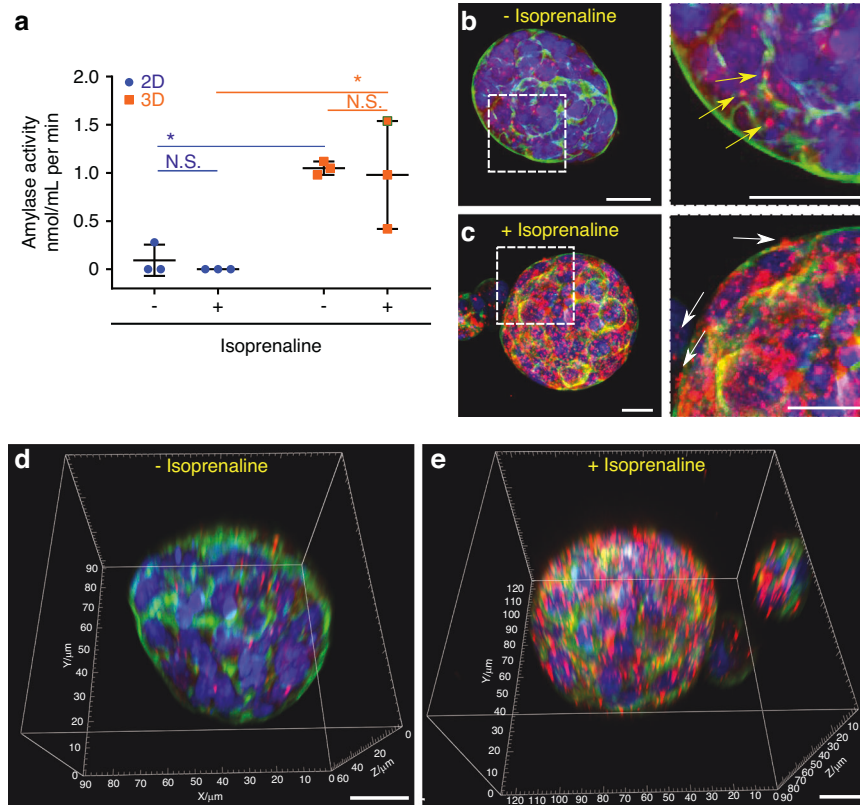 a
2D
3D
Amylase activity
nmol/mL per min
2.0
1.5
1.0
0.5
0
*
N.S.
*
N.S.
- + - +
Isoprenaline
b
- Isoprenaline
c
+ Isoprenaline
d
- Isoprenaline
90
80
70
60
50
40
30
20
10
0
Y/µm
90 80 70 60 50 40 30 20 10 0
X/µm
60 40 20 0
Z/µm
e
+ Isoprenaline
120
110
100
90
80
70
60
50
40
30
20
10
0
Y/µm
120 110 100 90 80 70 60 50 40 30 20 10 0
X/µm
90 80 70 60 50 40 30 20 10
Z/µm